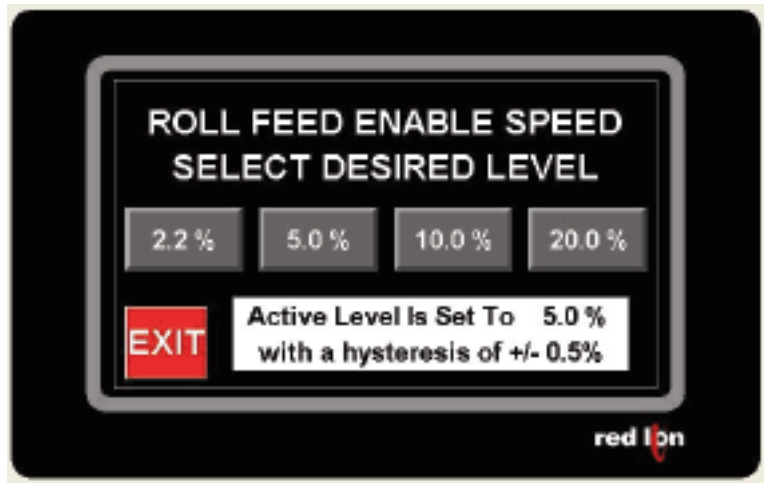 ROLL FEED ENABLE SPEED
SELECT DESIRED LEVEL
2.2 % 5.0 % 10.0 % 20.0 %
EXIT
Active Level Is Set To 5.0 %
with a hysteresis of +/- 0.5%
red lion